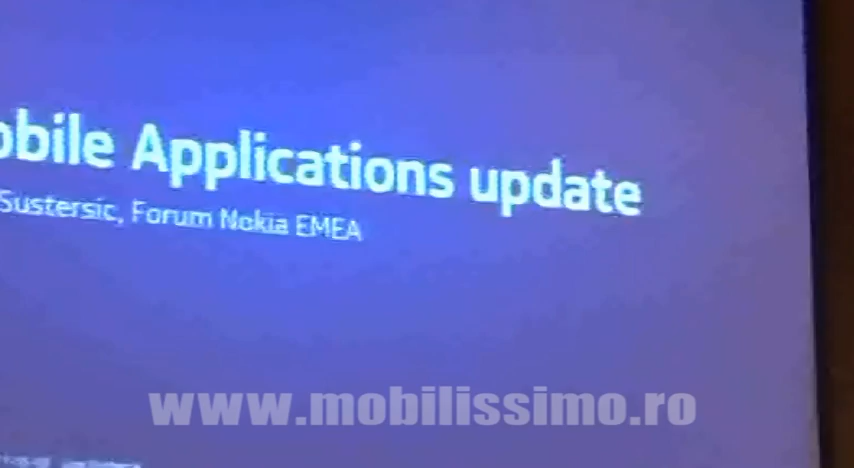 obile Applications update
Sustersic, Forum Nokia EMEA
www.mobilissimo.ro